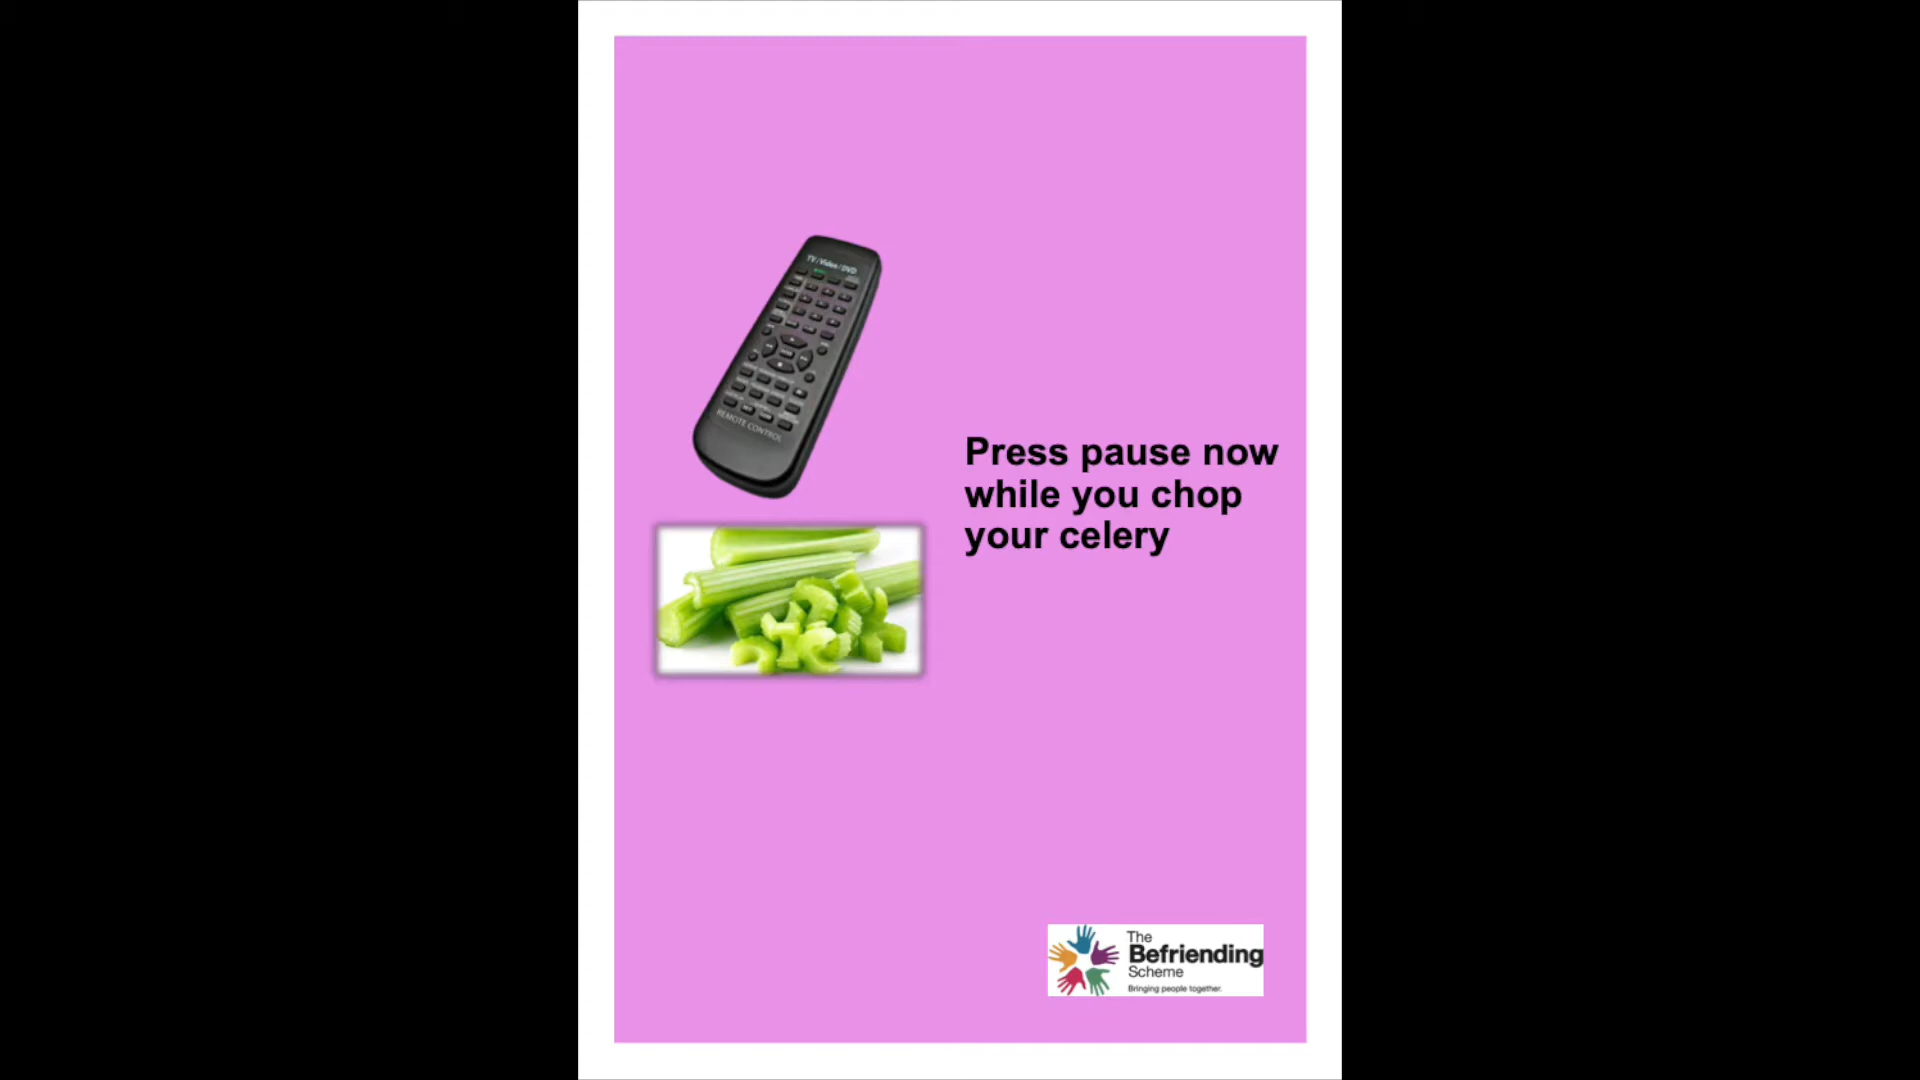 TV/Video/DVD
REMOTE CONTROL
Press pause now
while you chop
your celery
The
Befriending
Scheme
Bringing people together.